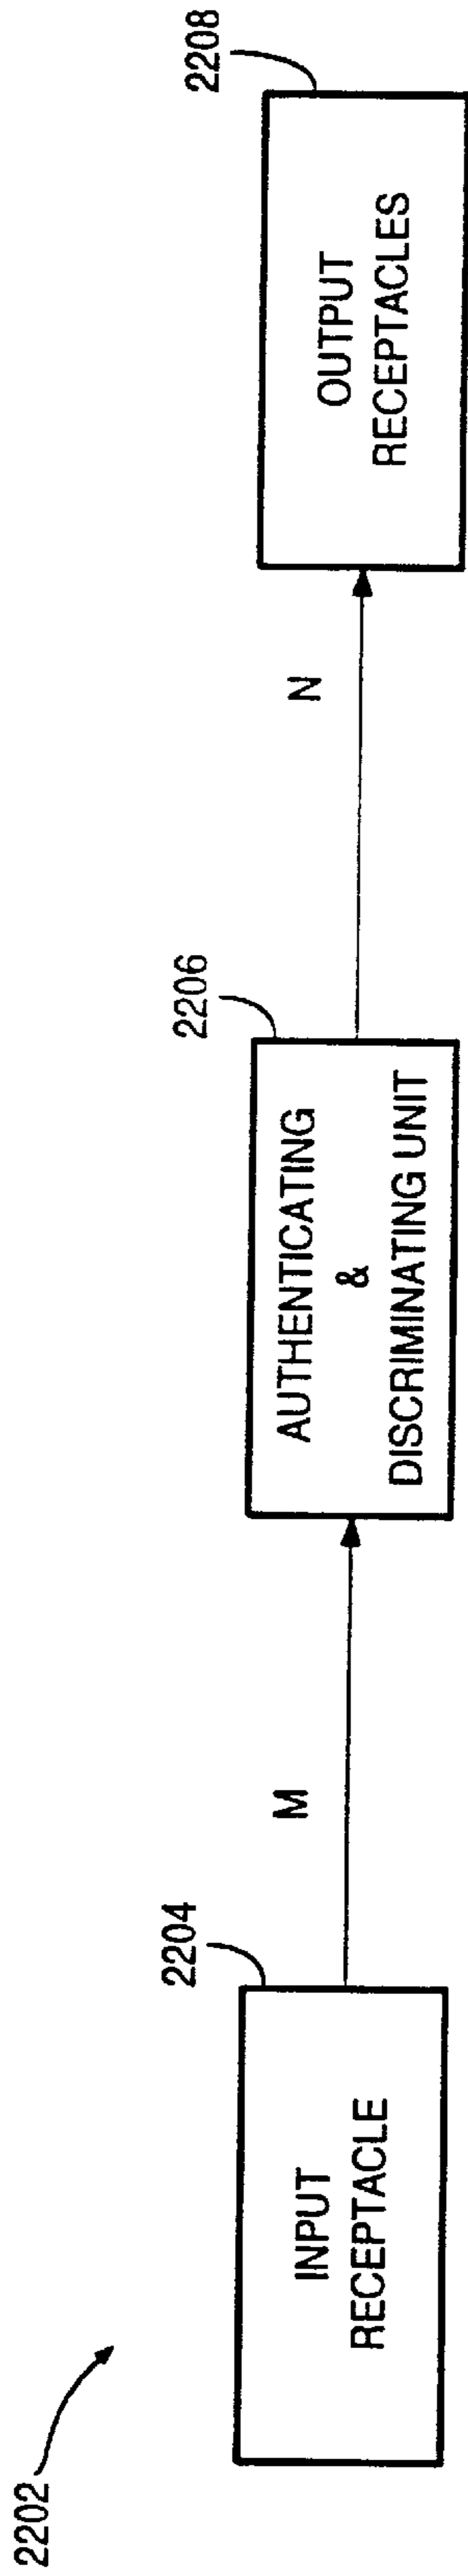 2202
2204
INPUT
RECEPTACLE
M
2206
AUTHENTICATING
&
DISCRIMINATING UNIT
N
2208
OUTPUT
RECEPTACLES